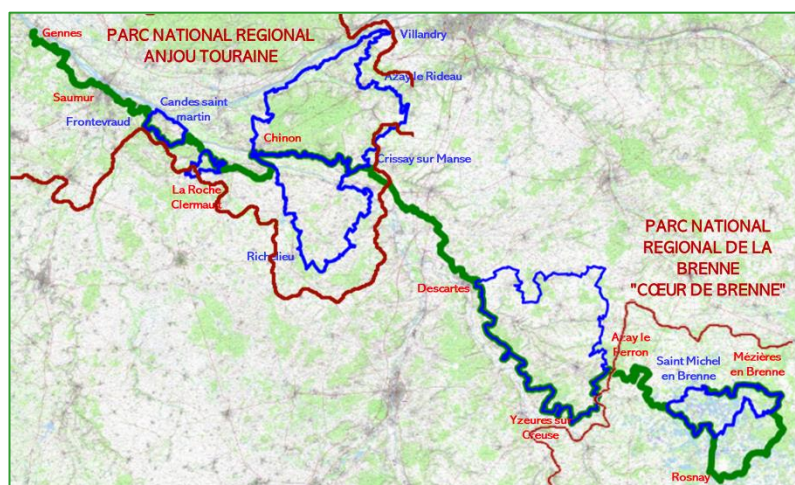 PARC NATIONAL REGIONAL
ANJOU TOURAINE
Gennes
Villandry
Azay le Rideau
Saumur
Candes saint
martin
Frontevraud
Chinon
Crissay sur Manse
La Roche
Clermault
Richelieu
PARC NATIONAL
REGIONAL DE LA
BRENNE
"CŒUR DE BRENNE"
Descartes
Azay le
Ferron
Saint Michel
en Brenne
Mézières
en Brenne
Yzeures sur
Creuse
Rosnay